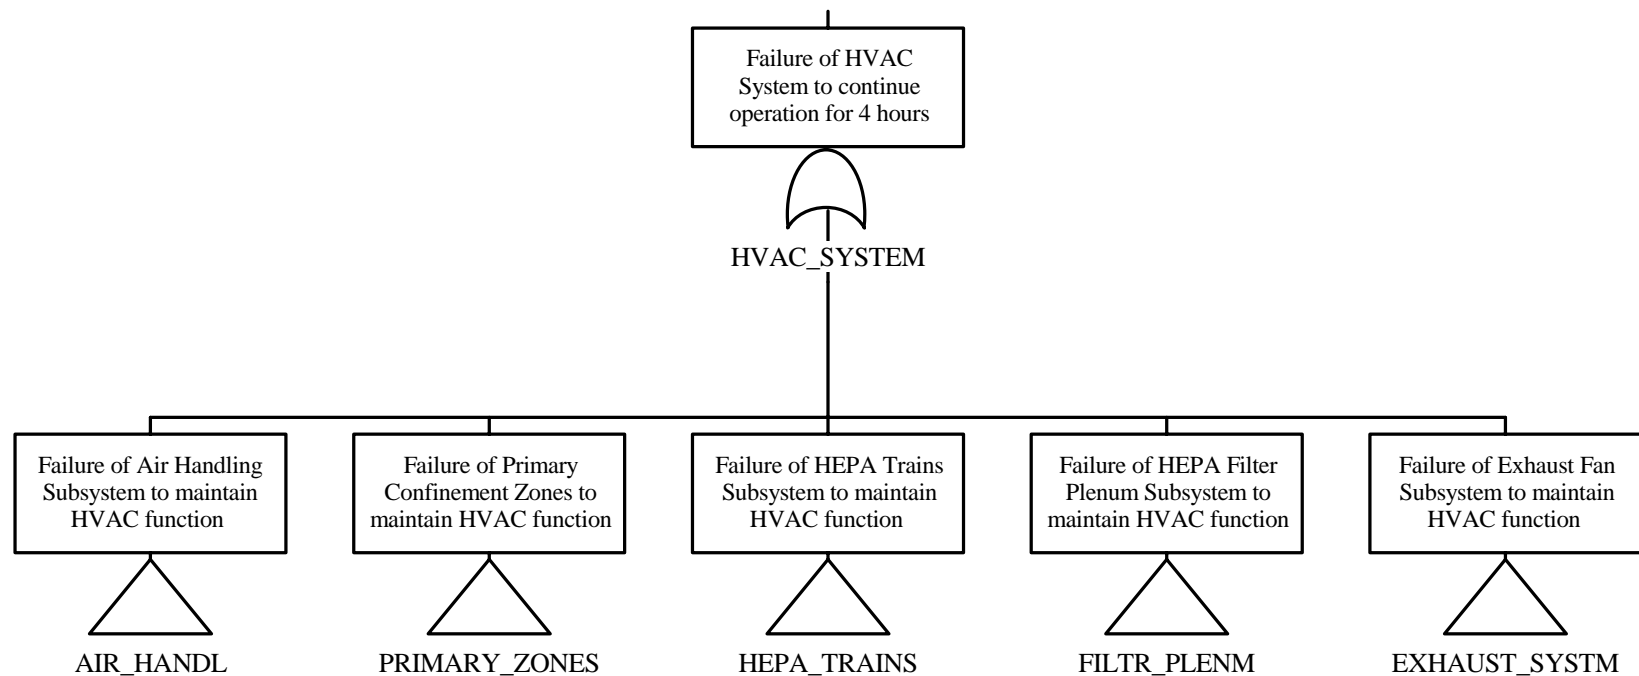 Failure of HVAC
System to continue
operation for 4 hours
HVAC_SYSTEM
Failure of Air Handling
Subsystem to maintain
HVAC function
AIR_HANDL
Failure of Primary
Confinement Zones to
maintain HVAC function
PRIMARY_ZONES
Failure of HEPA Trains
Subsystem to maintain
HVAC function
HEPA_TRAINS
Failure of HEPA Filter
Plenum Subsystem to
maintain HVAC function
FILTR_PLENM
Failure of Exhaust Fan
Subsystem to maintain
HVAC function
EXHAUST_SYSTM